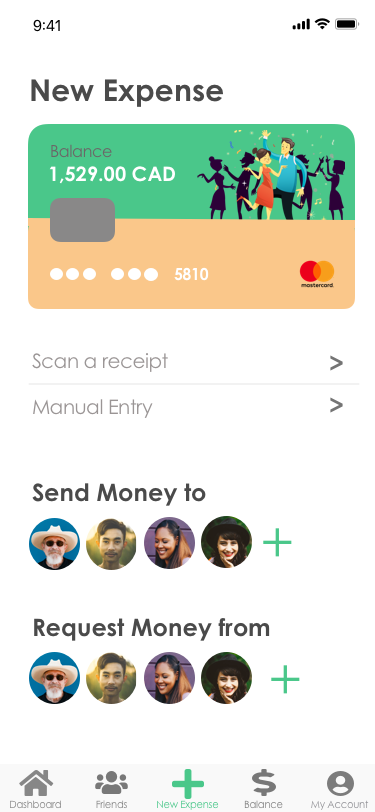 9:41
New Expense
Balance
1,529.00 CAD
5810
mastercard.
Scan a receipt >
Manual Entry >
Send Money to
Request Money from
Dashboard Friends New Expense Balance My Account